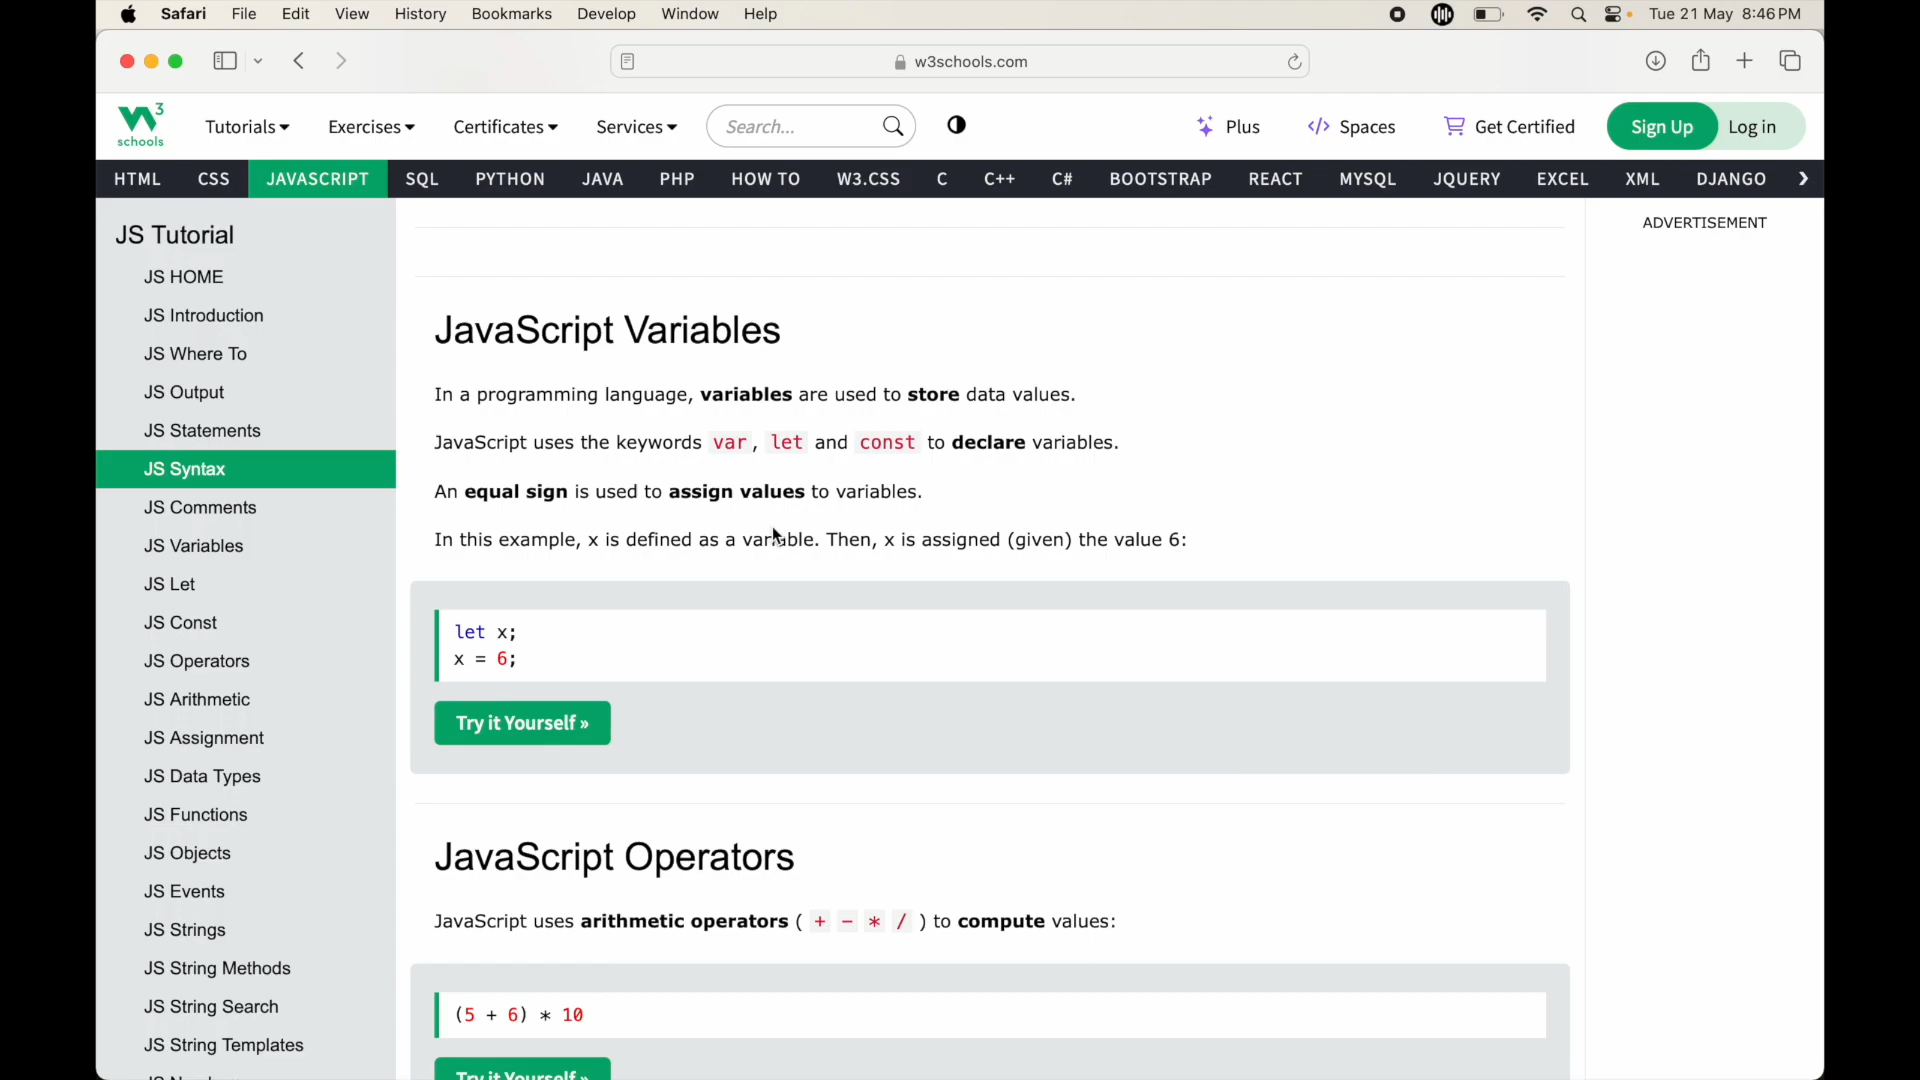 Safari File Edit View History Bookmarks Develop Window Help Tue 21 May 8:46 PM
w3schools.com
W3 schools Tutorials Exercises Certificates Services Search... Plus Spaces Get Certified Sign Up Log in
HTML CSS JAVASCRIPT SQL PYTHON JAVA PHP HOW TO W3.CSS C C++ C# BOOTSTRAP REACT MYSQL JQUERY EXCEL XML DJANGO
JS Tutorial
JS HOME
JS Introduction
JS Where To
JS Output
JS Statements
JS Syntax
JS Comments
JS Variables
JS Let
JS Const
JS Operators
JS Arithmetic
JS Assignment
JS Data Types
JS Functions
JS Objects
JS Events
JS Strings
JS String Methods
JS String Search
JS String Templates
JavaScript Variables
In a programming language, variables are used to store data values.
JavaScript uses the keywords var, let and const to declare variables.
An equal sign is used to assign values to variables.
In this example, x is defined as a variable. Then, x is assigned (given) the value 6:
let x;
x = 6;
Try it Yourself »
JavaScript Operators
JavaScript uses arithmetic operators ( + - * / ) to compute values:
(5 + 6) * 10
Try it Yourself »
ADVERTISEMENT